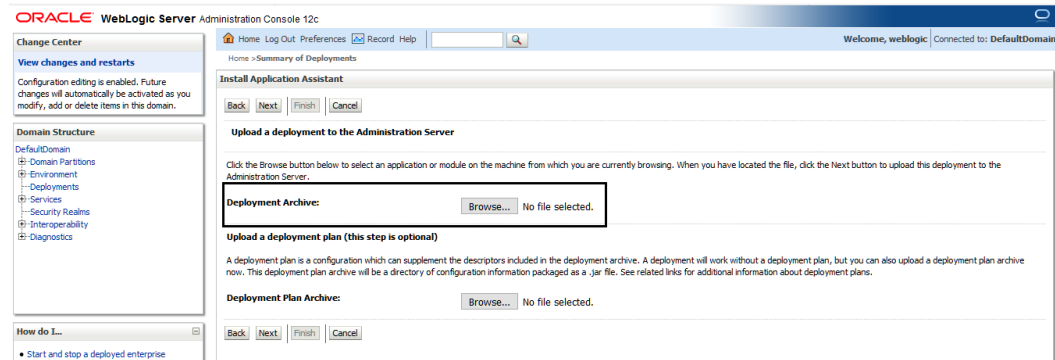 ORACLE WebLogic Server Administration Console 12c
Change Center
View changes and restarts
Configuration editing is enabled. Future
changes will automatically be activated as you
modify, add or delete items in this domain.
Domain Structure
DefaultDomain
Domain Partitions
Environment
Deployments
Services
Security Realms
Interoperability
Diagnostics
How do I...
Start and stop a deployed enterprise
Home Log Out Preferences Record Help
Welcome, weblogic Connected to: DefaultDomain
Home >Summary of Deployments
Install Application Assistant
Back Next Finish Cancel
Upload a deployment to the Administration Server
Click the Browse button below to select an application or module on the machine from which you are currently browsing. When you have located the file, click the Next button to upload this deployment to the
Administration Server.
Deployment Archive: Browse... No file selected.
Upload a deployment plan (this step is optional)
A deployment plan is a configuration which can supplement the descriptors included in the deployment archive. A deployment will work without a deployment plan, but you can also upload a deployment plan archive
now. This deployment plan archive will be a directory of configuration information packaged as a .jar file. See related links for additional information about deployment plans.
Deployment Plan Archive: Browse... No file selected.
Back Next Finish Cancel